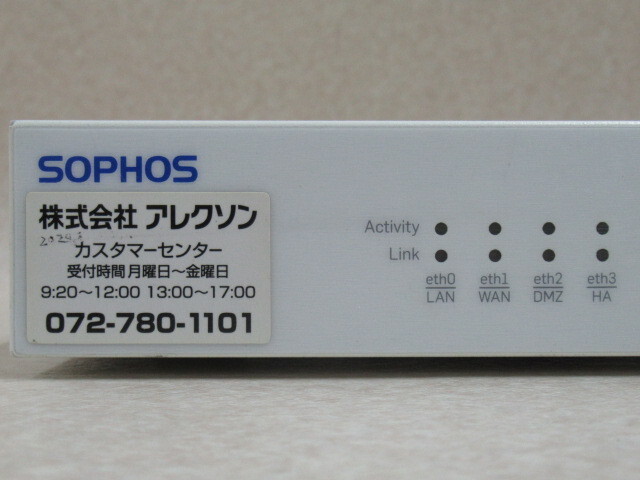 SOPHOS
株式会社 アレクソン
カスタマーセンター
受付時間 月曜日～金曜日
9:20～12:00 13:00～17:00
072-780-1101
Activity
Link
eth0 eth1 eth2 eth3
LAN WAN DMZ HA